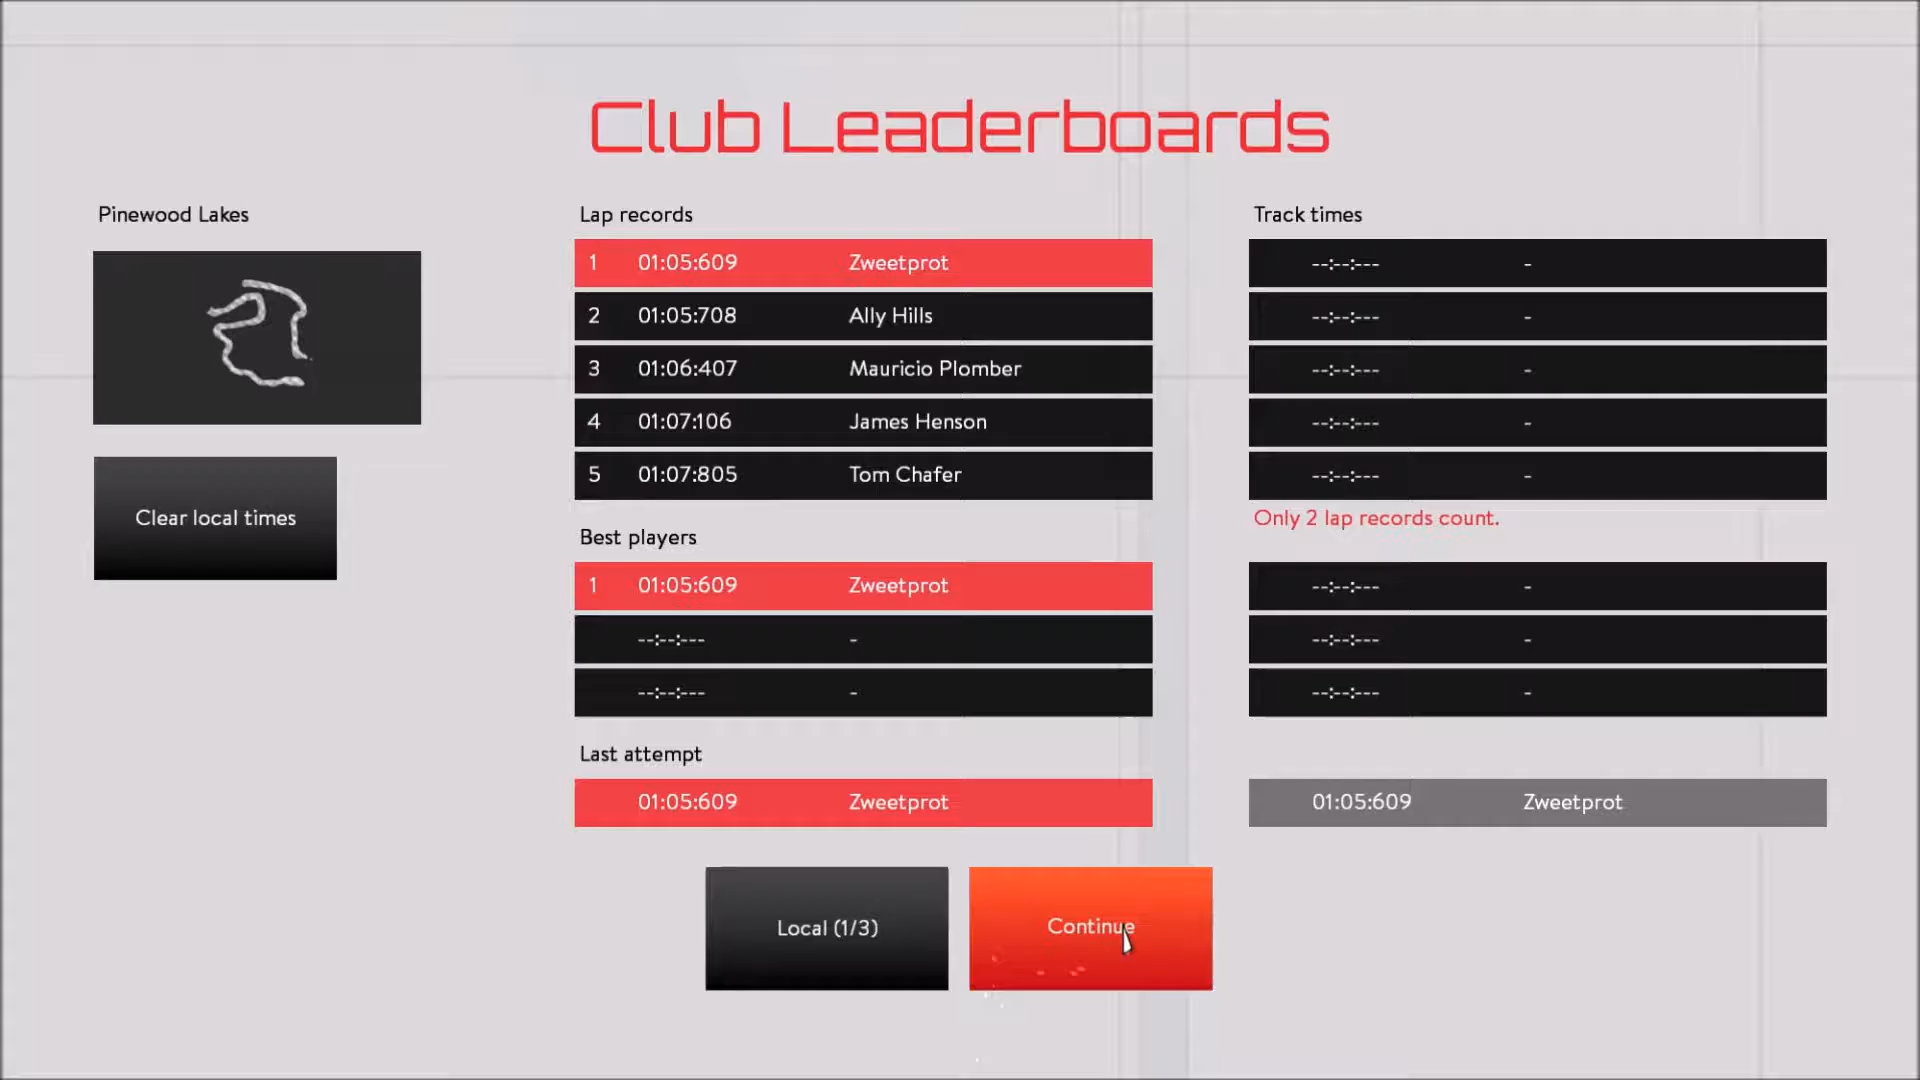 Club Leaderboards
Pinewood Lakes
Clear local times
Lap records
1 01:05:609 Zweetprot
2 01:05:708 Ally Hills
3 01:06:407 Mauricio Plomber
4 01:07:106 James Henson
5 01:07:805 Tom Chafer
Best players
1 01:05:609 Zweetprot
--:--:--- -
--:--:--- -
Last attempt
01:05:609 Zweetprot
Track times
--:--:--- -
--:--:--- -
--:--:--- -
--:--:--- -
--:--:--- -
Only 2 lap records count.
--:--:--- -
--:--:--- -
--:--:--- -
01:05:609 Zweetprot
Local (1/3)
Continue